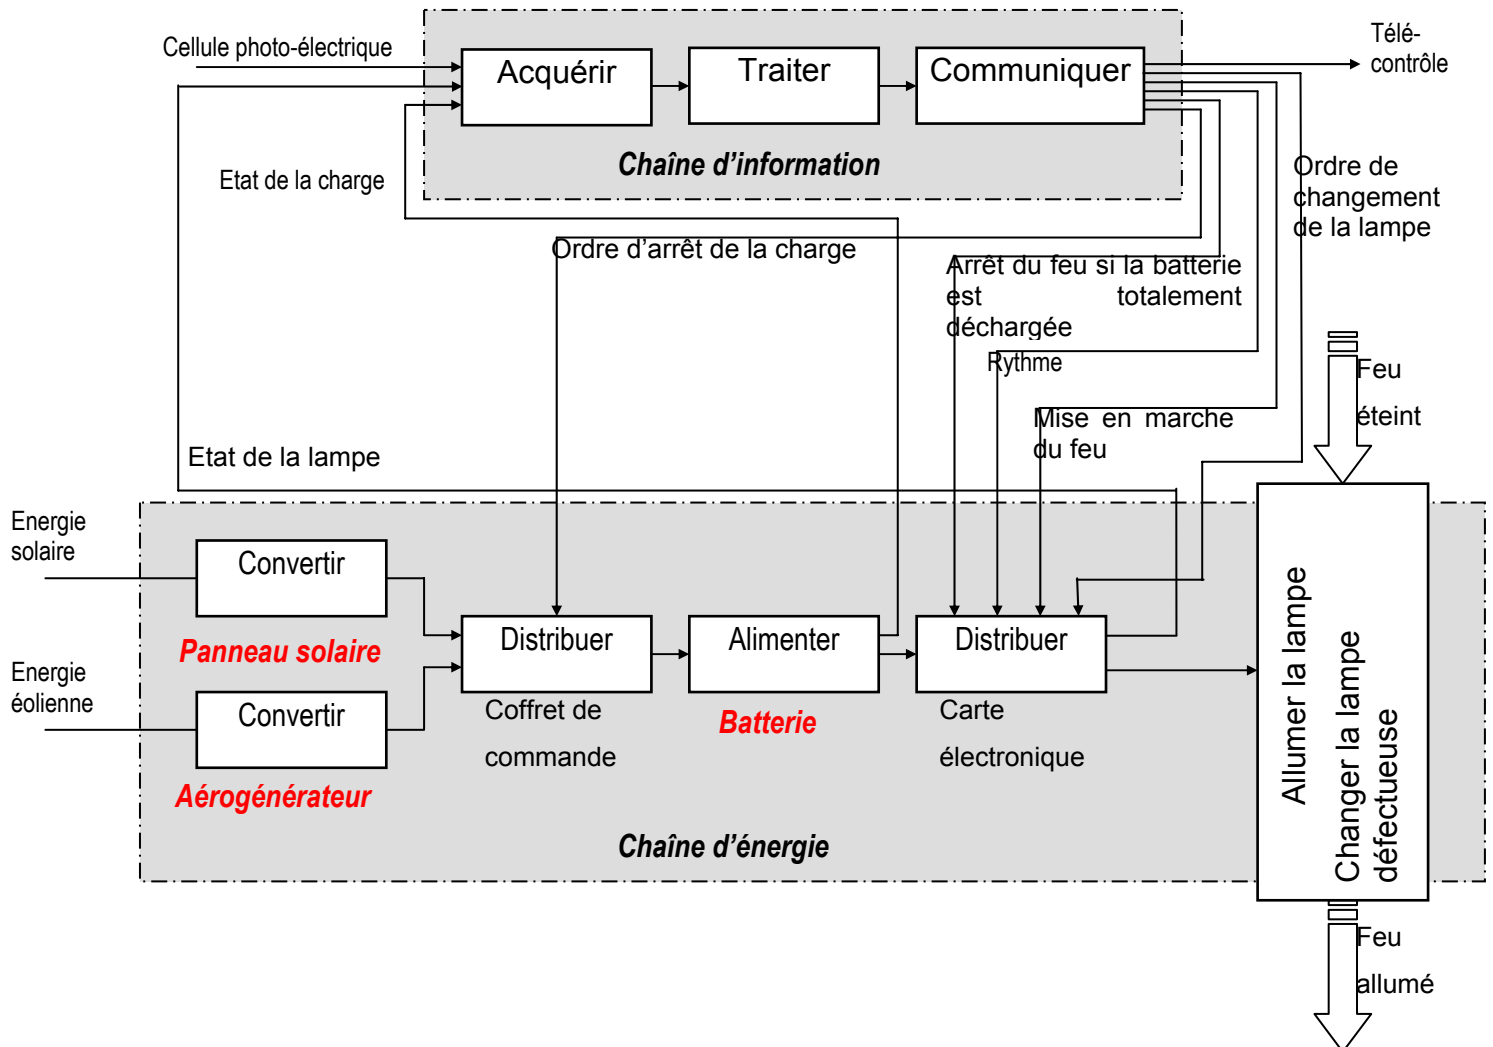 Cellule photo-électrique
Acquérir
Traiter
Communiquer
Télé-
contrôle
Chaîne d’information
Etat de la charge
Ordre de
changement
de la lampe
Ordre d’arrêt de la charge
Arrêt du feu si la batterie
est totalement
déchargée
Rythme
Feu
éteint
Mise en marche
du feu
Etat de la lampe
Energie
solaire
Convertir
Panneau solaire
Distribuer
Alimenter
Distribuer
Energie
éolienne
Convertir
Aérogénérateur
Coffret de
commande
Batterie
Carte
électronique
Allumer la lampe
Changer la lampe
défectueuse
Chaîne d’énergie
Feu
allumé